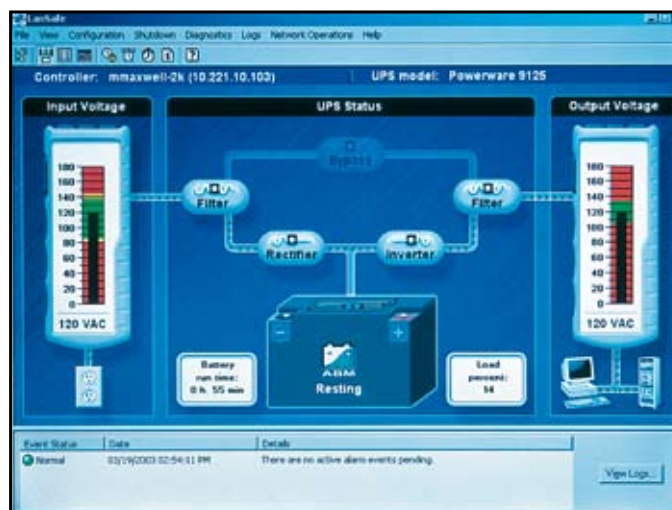 LanSafe
File View Configuration Shutdown Diagnostics Logs Network Operations Help
Controller: mmaxwell-2k (10.221.10.103) UPS model: Powerware 9125
Input Voltage
180
160
140
120
100
80
60
40
20
0
120 VAC
UPS Status
Bypass
Filter
Filter
Rectifier
Inverter
ABM
Resting
Battery
run time:
0 h. 55 min
Load
percent:
14
Output Voltage
180
160
140
120
100
80
60
40
20
0
120 VAC
Event Status Date Details
Normal 03/19/2003 02:54:11 PM There are no active alarm events pending.
View Logs...